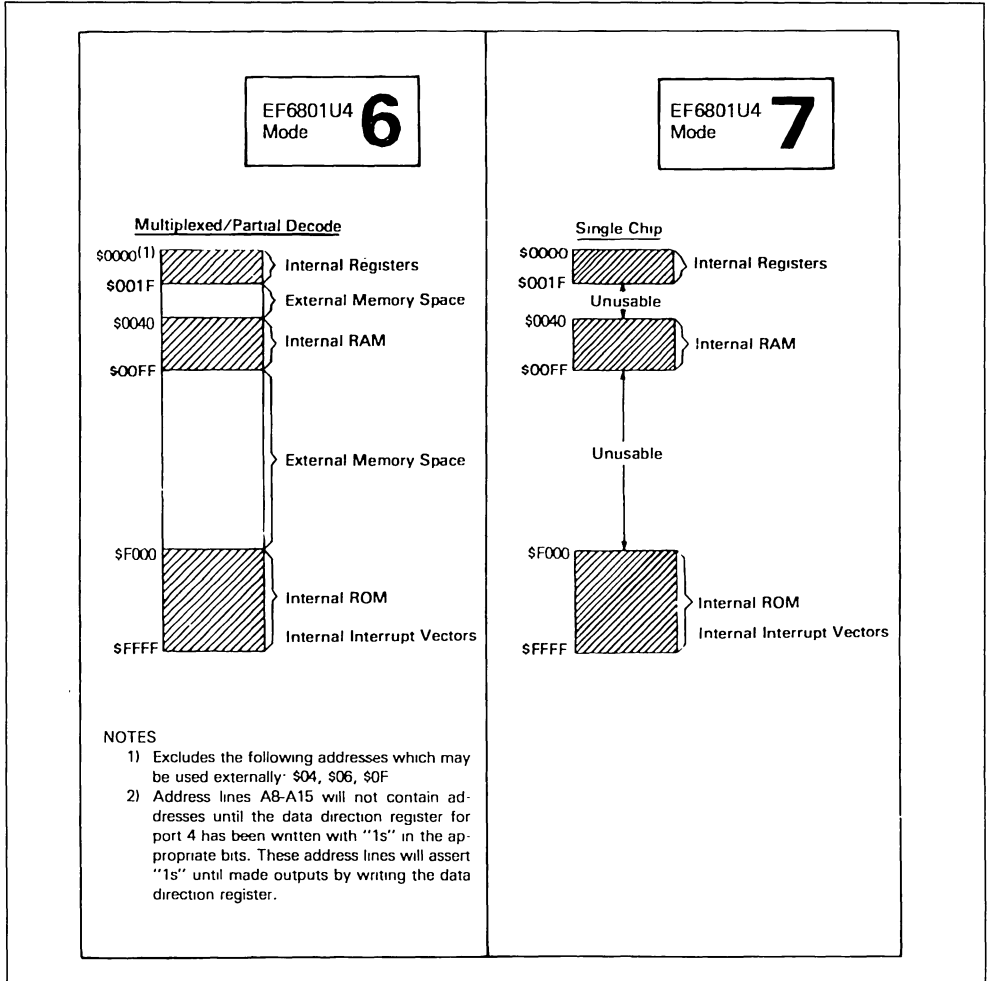 EF6801U4
Mode 6
Multiplexed/Partial Decode
$0000(1)
Internal Registers
$001F
External Memory Space
$0040
Internal RAM
$00FF
External Memory Space
$F000
Internal ROM
Internal Interrupt Vectors
$FFFF
NOTES
1) Excludes the following addresses which may
be used externally· $04, $06, $0F
2) Address lines A8-A15 will not contain ad-
dresses until the data direction register for
port 4 has been written with "1s" in the ap-
propriate bits. These address lines will assert
"1s" until made outputs by writing the data
direction register.
EF6801U4
Mode 7
Single Chip
$0000
Internal Registers
$001F
Unusable
$0040
Internal RAM
$00FF
Unusable
$F000
Internal ROM
Internal Interrupt Vectors
$FFFF